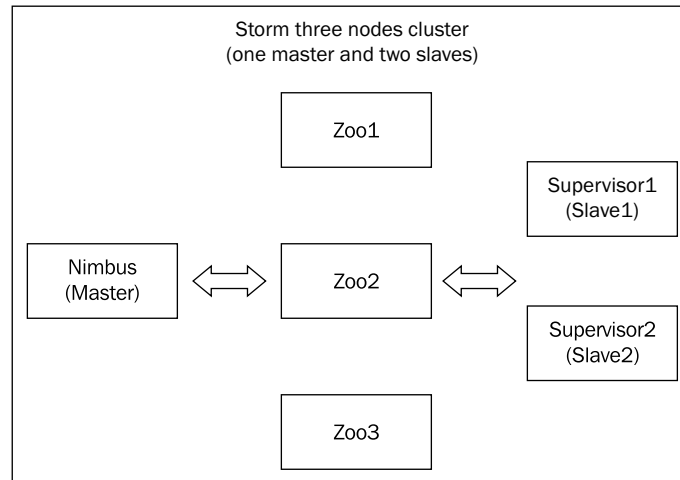 Storm three nodes cluster
(one master and two slaves)
Zoo1
Supervisor1
(Slave1)
Nimbus
(Master)
Zoo2
Supervisor2
(Slave2)
Zoo3